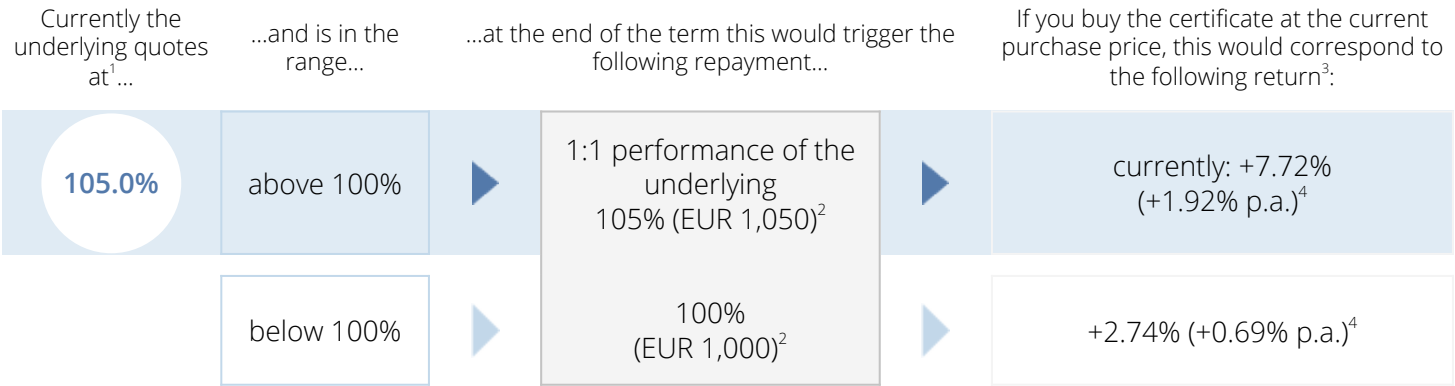 Currently the
underlying quotes
at¹...
...and is in the
range...
...at the end of the term this would trigger the
following repayment...
If you buy the certificate at the current
purchase price, this would correspond to
the following return³:
105.0%
above 100%
1:1 performance of the
underlying
105% (EUR 1,050)²
currently: +7.72%
(+1.92% p.a.)⁴
below 100%
100%
(EUR 1,000)²
+2.74% (+0.69% p.a.)⁴